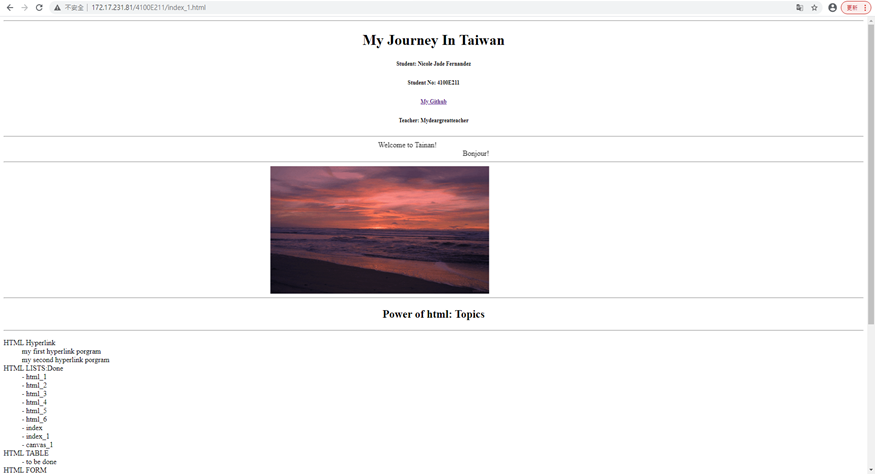 不安全 | 172.17.231.81/4100E211/index_1.html
更新
My Journey In Taiwan
Student: Nicole Jade Fernandez
Student No: 4100E211
My Github
Teacher: Mydeargreatteacher
Welcome to Tainan!
Bonjour!
Power of html: Topics
HTML Hyperlink
my first hyperlink porgram
my second hyperlink porgram
HTML LISTS:Done
- html_1
- html_2
- html_3
- html_4
- html_5
- html_6
- index
- index_1
- canvas_1
HTML TABLE
- to be done
HTML FORM